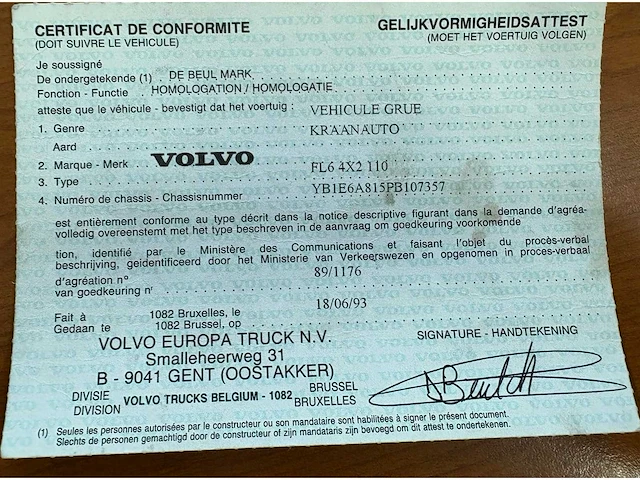 CERTIFICAT DE CONFORMITE
(DOIT SUIVRE LE VEHICULE)
GELIJKVORMIGHEIDSATTEST
(MOET HET VOERTUIG VOLGEN)
Je soussigné
De ondergetekende (1) . DE BEUL MARK
Fonction - Functie . HOMOLOGATION / HOMOLOGATIE
atteste que le véhicule - bevestigt dat het voertuig :
1. Genre VEHICULE GRUE
Aard KRAANAUTO
2. Marque - Merk VOLVO
3. Type FL6 4X2 110
4. Numéro de chassis - Chassisnummer YB1E6A815PB107357
est entièrement conforme au type décrit dans la notice descriptive figurant dans la demande d'agréa-
volledig overeenstemt met het type beschreven in de aanvraag om goedkeuring voorkomende
tion, identifié par le Ministère des Communications et faisant l'objet du procès-verbal
beschrijving, geidentificeerd door het Ministerie van Verkeerswezen en opgenomen in proces-verbaal
d'agréation n°
van goedkeuring nr 89/1176
Fait à 1082 Bruxelles, le
Gedaan te 1082 Brussel, op 18/06/93
VOLVO EUROPA TRUCK N.V.
Smalleheerweg 31
B - 9041 GENT (OOSTAKKER)
DIVISIE
DIVISION VOLVO TRUCKS BELGIUM - 1082 BRUSSEL
BRUXELLES
SIGNATURE - HANDTEKENING
(1) Seules les personnes autorisées par le constructeur ou son mandataire sont habilitées à signer le présent document.
Slechts de personen gemachtigd door de constructeur of zijn mandataris zijn bevoegd om dit attest te ondertekenen.